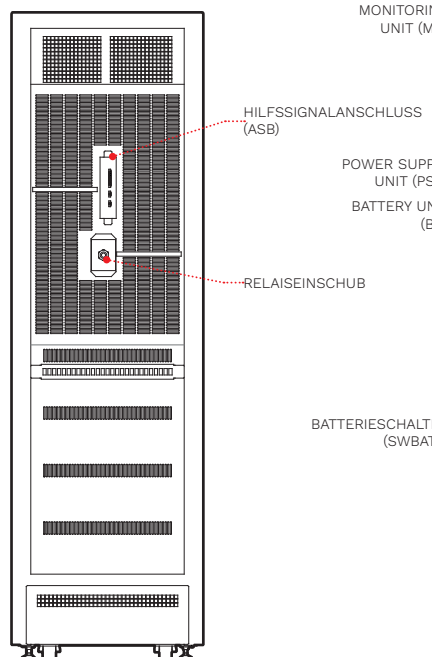 MONITORIN
UNIT (M
HILFSSIGNALANSCHLUSS
(ASB)
POWER SUPP
UNIT (PS
BATTERY UN
(B
RELAISEINSCHUB
BATTERIESCHALT
(SWBAT